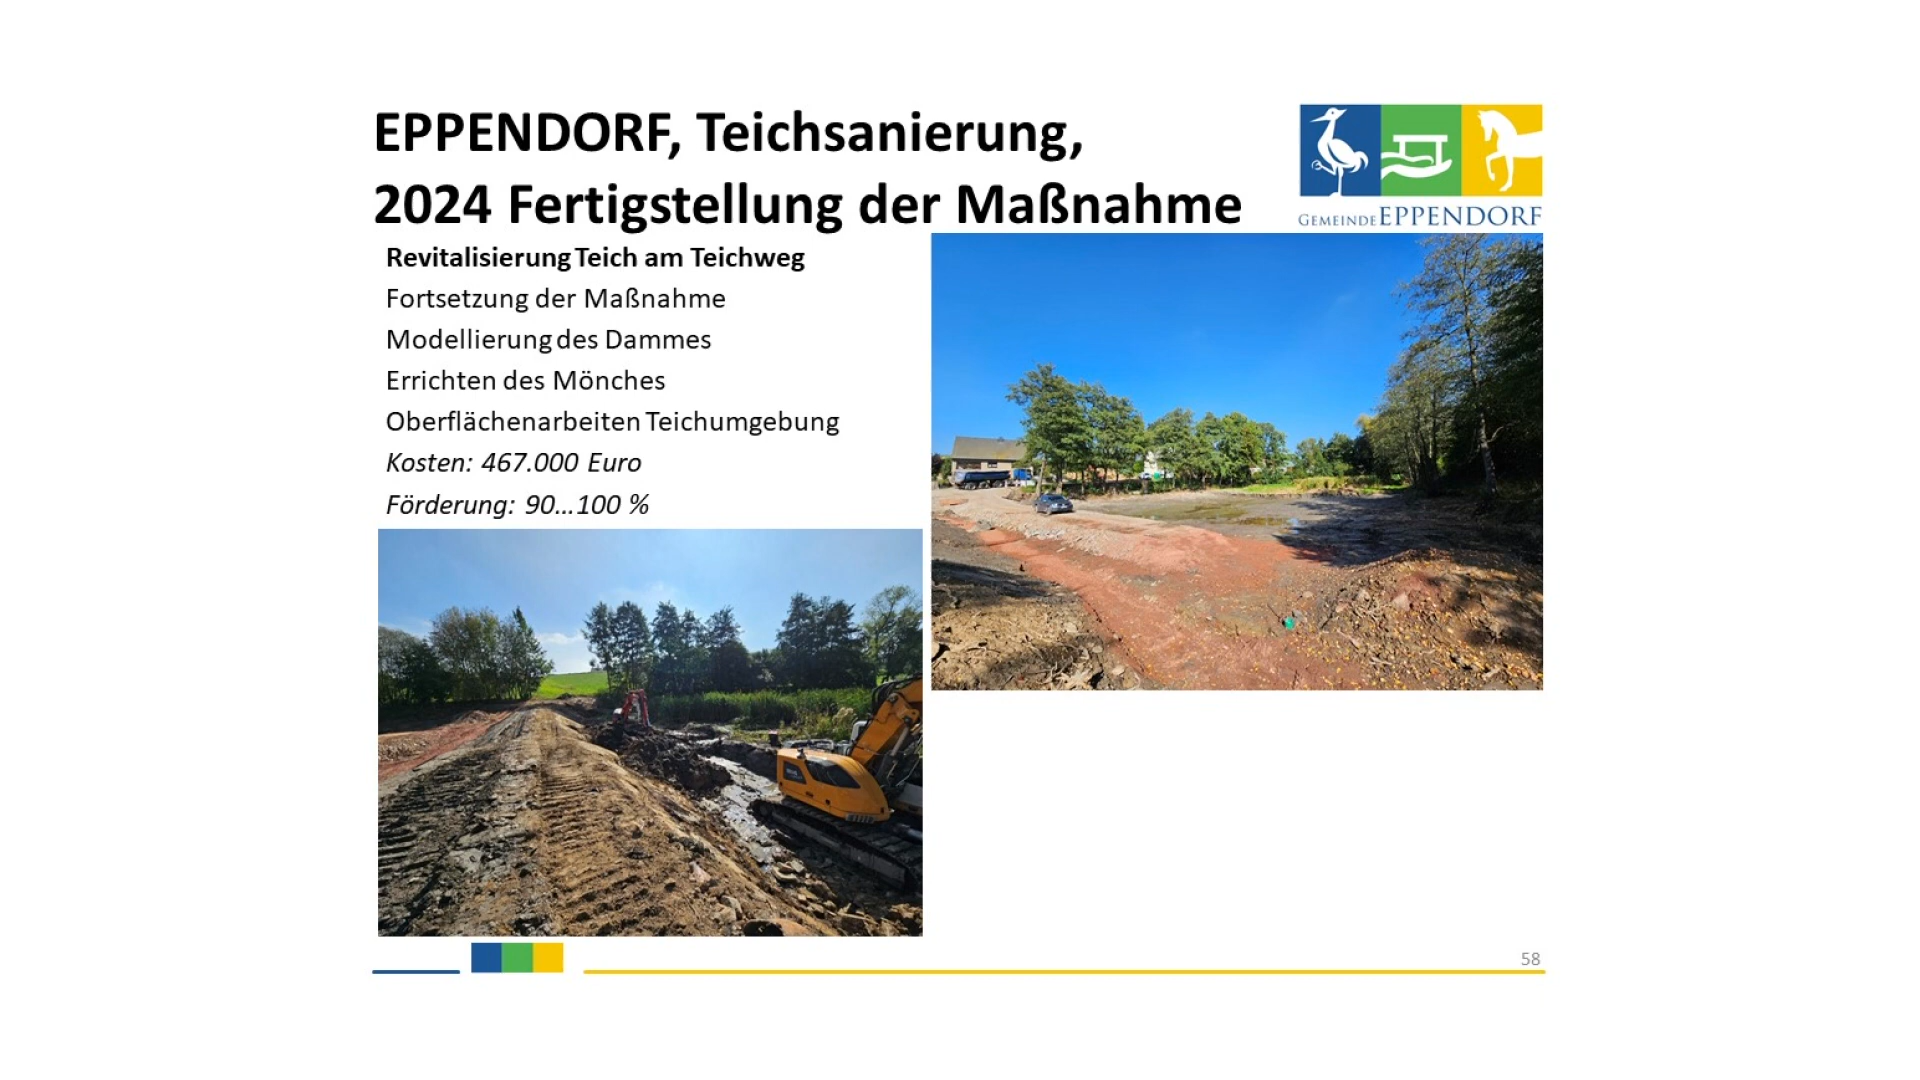 EPPENDORF, Teichsanierung,
2024 Fertigstellung der Maßnahme
GEMEINDE EPPENDORF
Revitalisierung Teich am Teichweg
Fortsetzung der Maßnahme
Modellierung des Dammes
Errichten des Mönches
Oberflächenarbeiten Teichumgebung
Kosten: 467.000 Euro
Förderung: 90...100 %
58